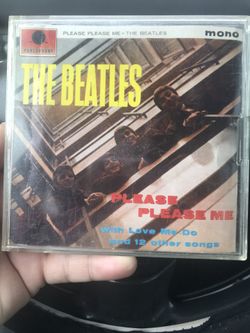 PLEASE PLEASE ME • THE BEATLES
mono
PARLOPHONE
THE BEATLES
PLEASE
PLEASE ME
with Love Me Do
and 12 other songs